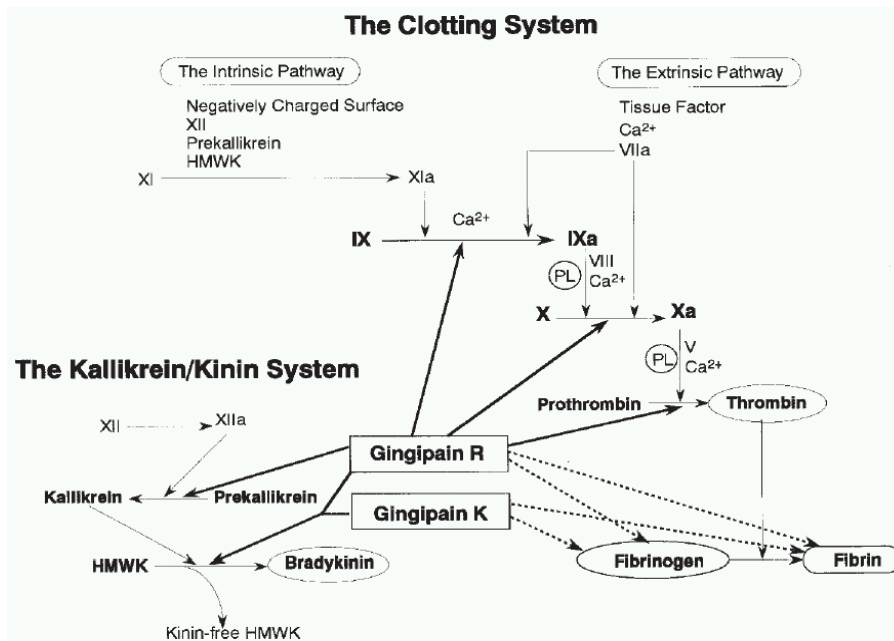 The Clotting System
The Intrinsic Pathway
The Extrinsic Pathway
Negatively Charged Surface
XII
Prekallikrein
HMWK
Tissue Factor
Ca²⁺
VIIa
XI
XIa
IX
Ca²⁺
IXa
PL
VIII
Ca²⁺
X
Xa
PL
V
Ca²⁺
The Kallikrein/Kinin System
Prothrombin
Thrombin
XII
XIIa
Gingipain R
Kallikrein
Prekallikrein
Gingipain K
HMWK
Bradykinin
Fibrinogen
Fibrin
Kinin-free HMWK